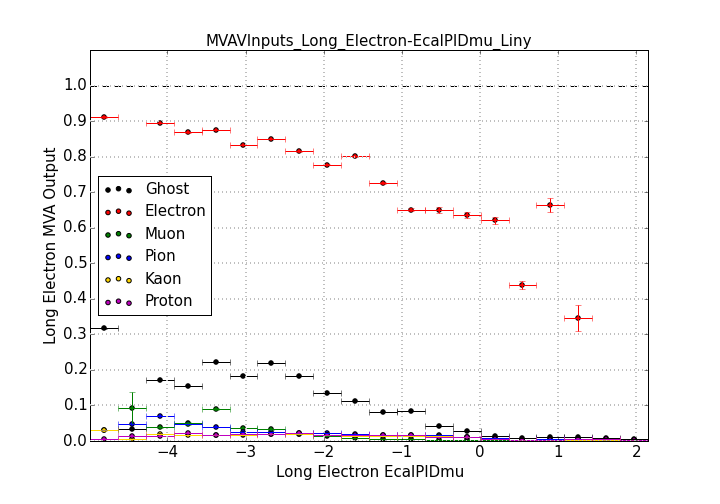 MVAVInputs_Long_Electron-EcalPIDmu_Liny
Long Electron MVA Output
1.0
0.9
0.8
0.7
0.6
0.5
0.4
0.3
0.2
0.1
0.0
Ghost
Electron
Muon
Pion
Kaon
Proton
−4 −3 −2 −1 0 1 2
Long Electron EcalPIDmu